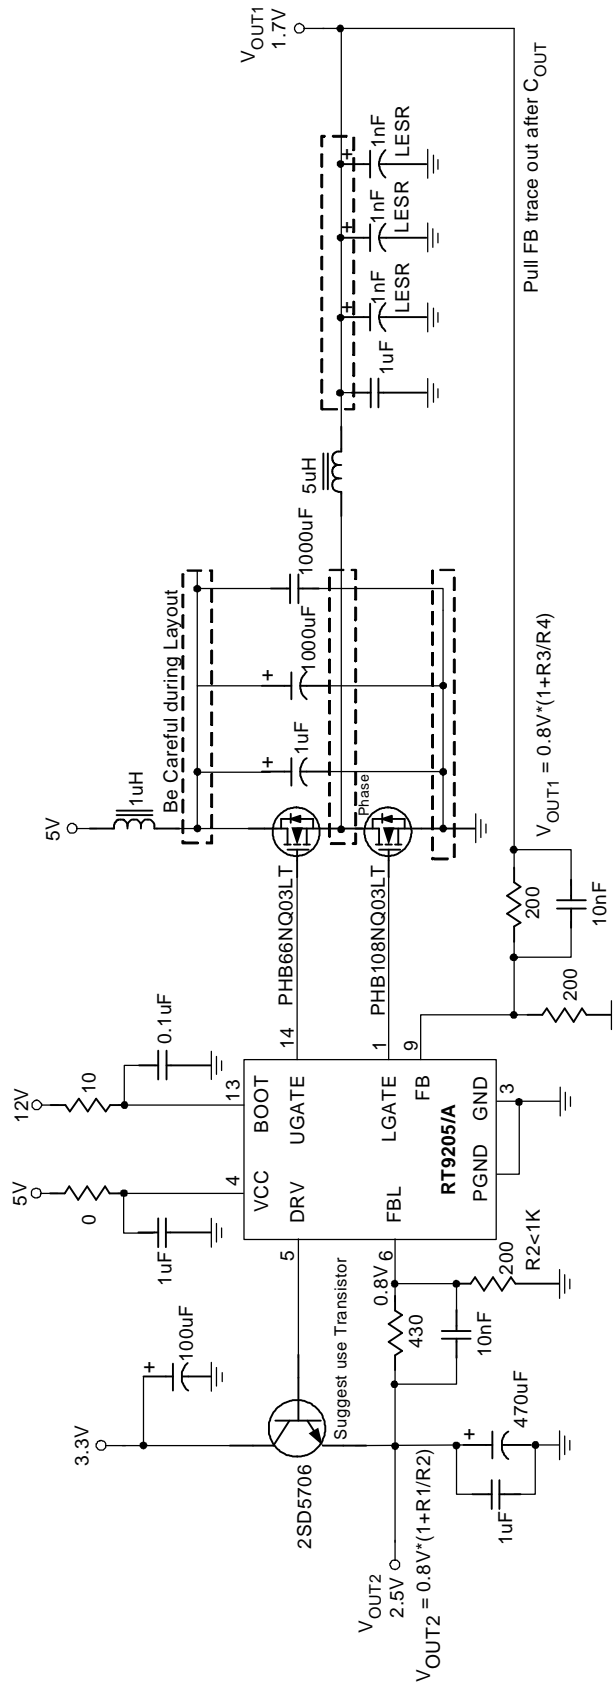 3.3V
5V
12V
5V
VOUT1
1.7V
100uF
0
10
1uH
Be Careful during Layout
1uF
0.1uF
1uF
1000uF
1000uF
5uH
1uF
1nF
LESR
1nF
LESR
1nF
LESR
2SD5706
Suggest use Transistor
5
4
13
14
VCC
BOOT
DRV
UGATE
PHB66NQ03LT
Phase
PHB108NQ03LT
LGATE
1
FBL
6
FB
9
RT9205/A
PGND
GND
3
VOUT2
2.5V
VOUT2 = 0.8V*(1+R1/R2)
0.8V
430
10nF
200
R2<1K
1uF
470uF
200
200
10nF
VOUT1 = 0.8V*(1+R3/R4)
Pull FB trace out after COUT
+
+
+
+
+
+
+